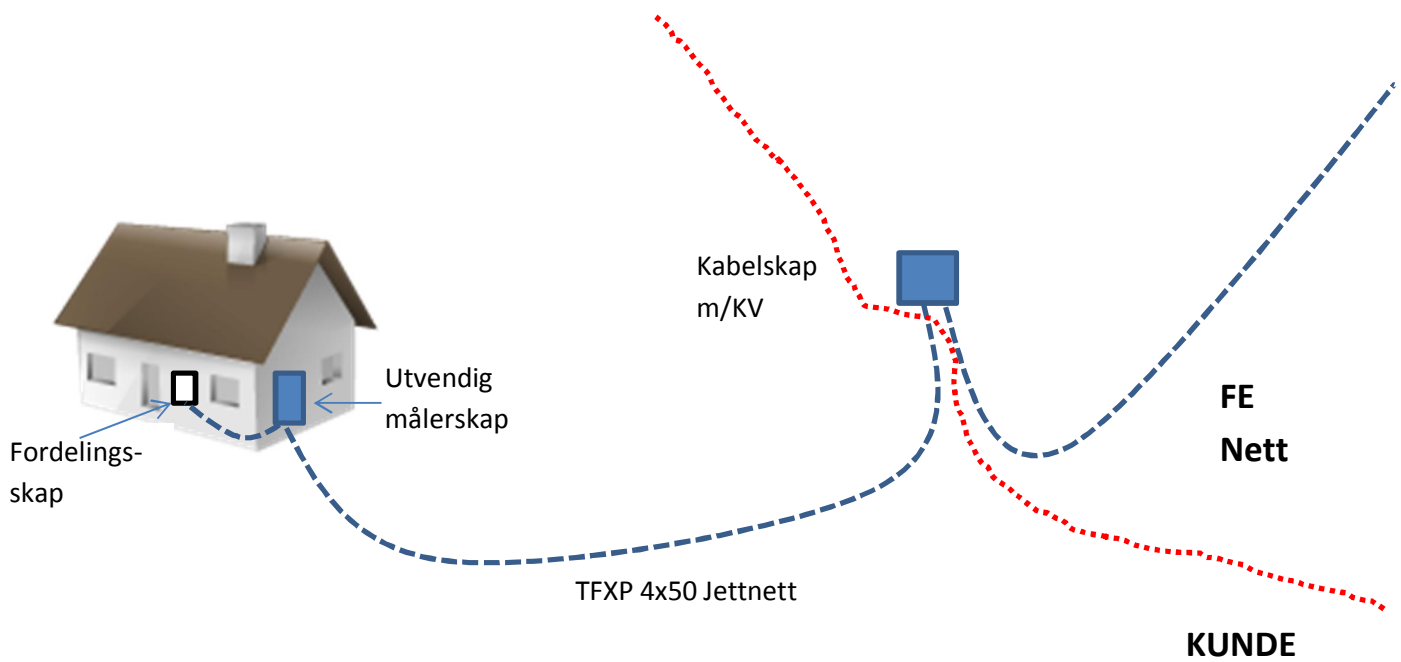 Kabelskap
m/KV
Utvendig
målerskap
Fordelings-
skap
FE
Nett
TFXP 4x50 Jettnett
KUNDE